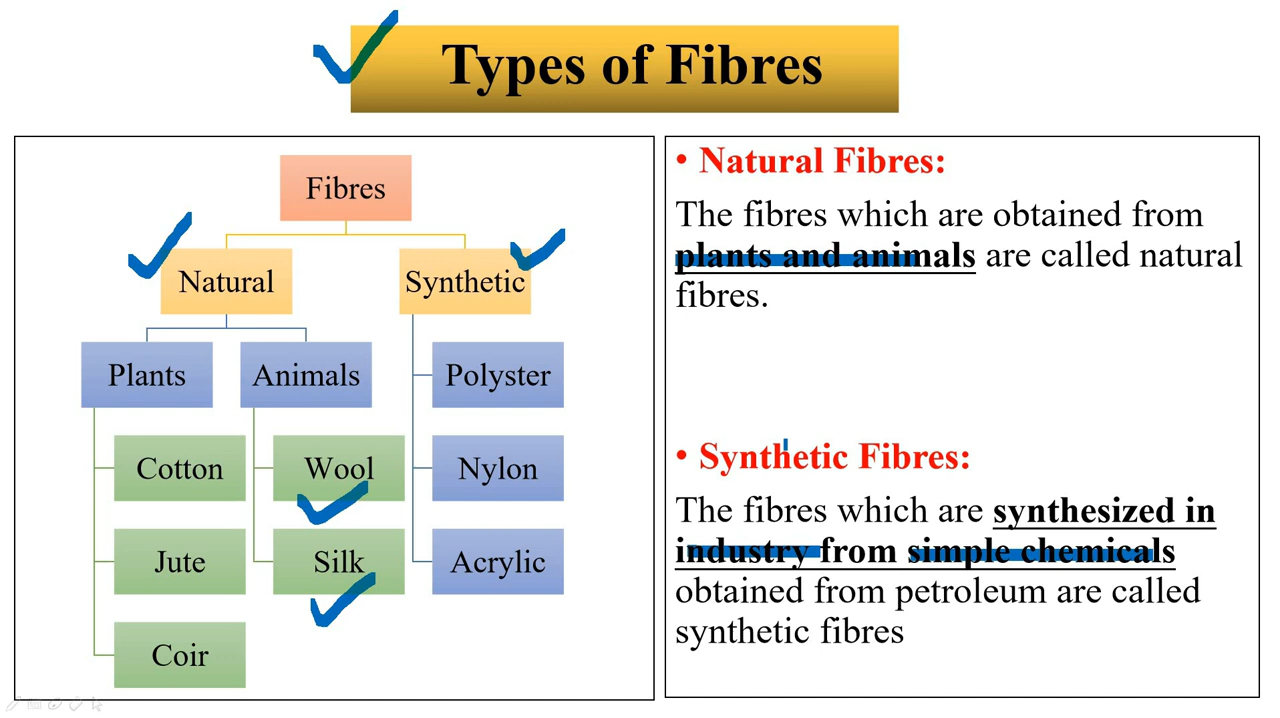 Types of Fibres
Fibres
Natural
Synthetic
Plants
Animals
Polyster
Cotton
Wool
Nylon
Jute
Silk
Acrylic
Coir
• Natural Fibres:
The fibres which are obtained from
plants and animals are called natural
fibres.
• Synthetic Fibres:
The fibres which are synthesized in
industry from simple chemicals
obtained from petroleum are called
synthetic fibres